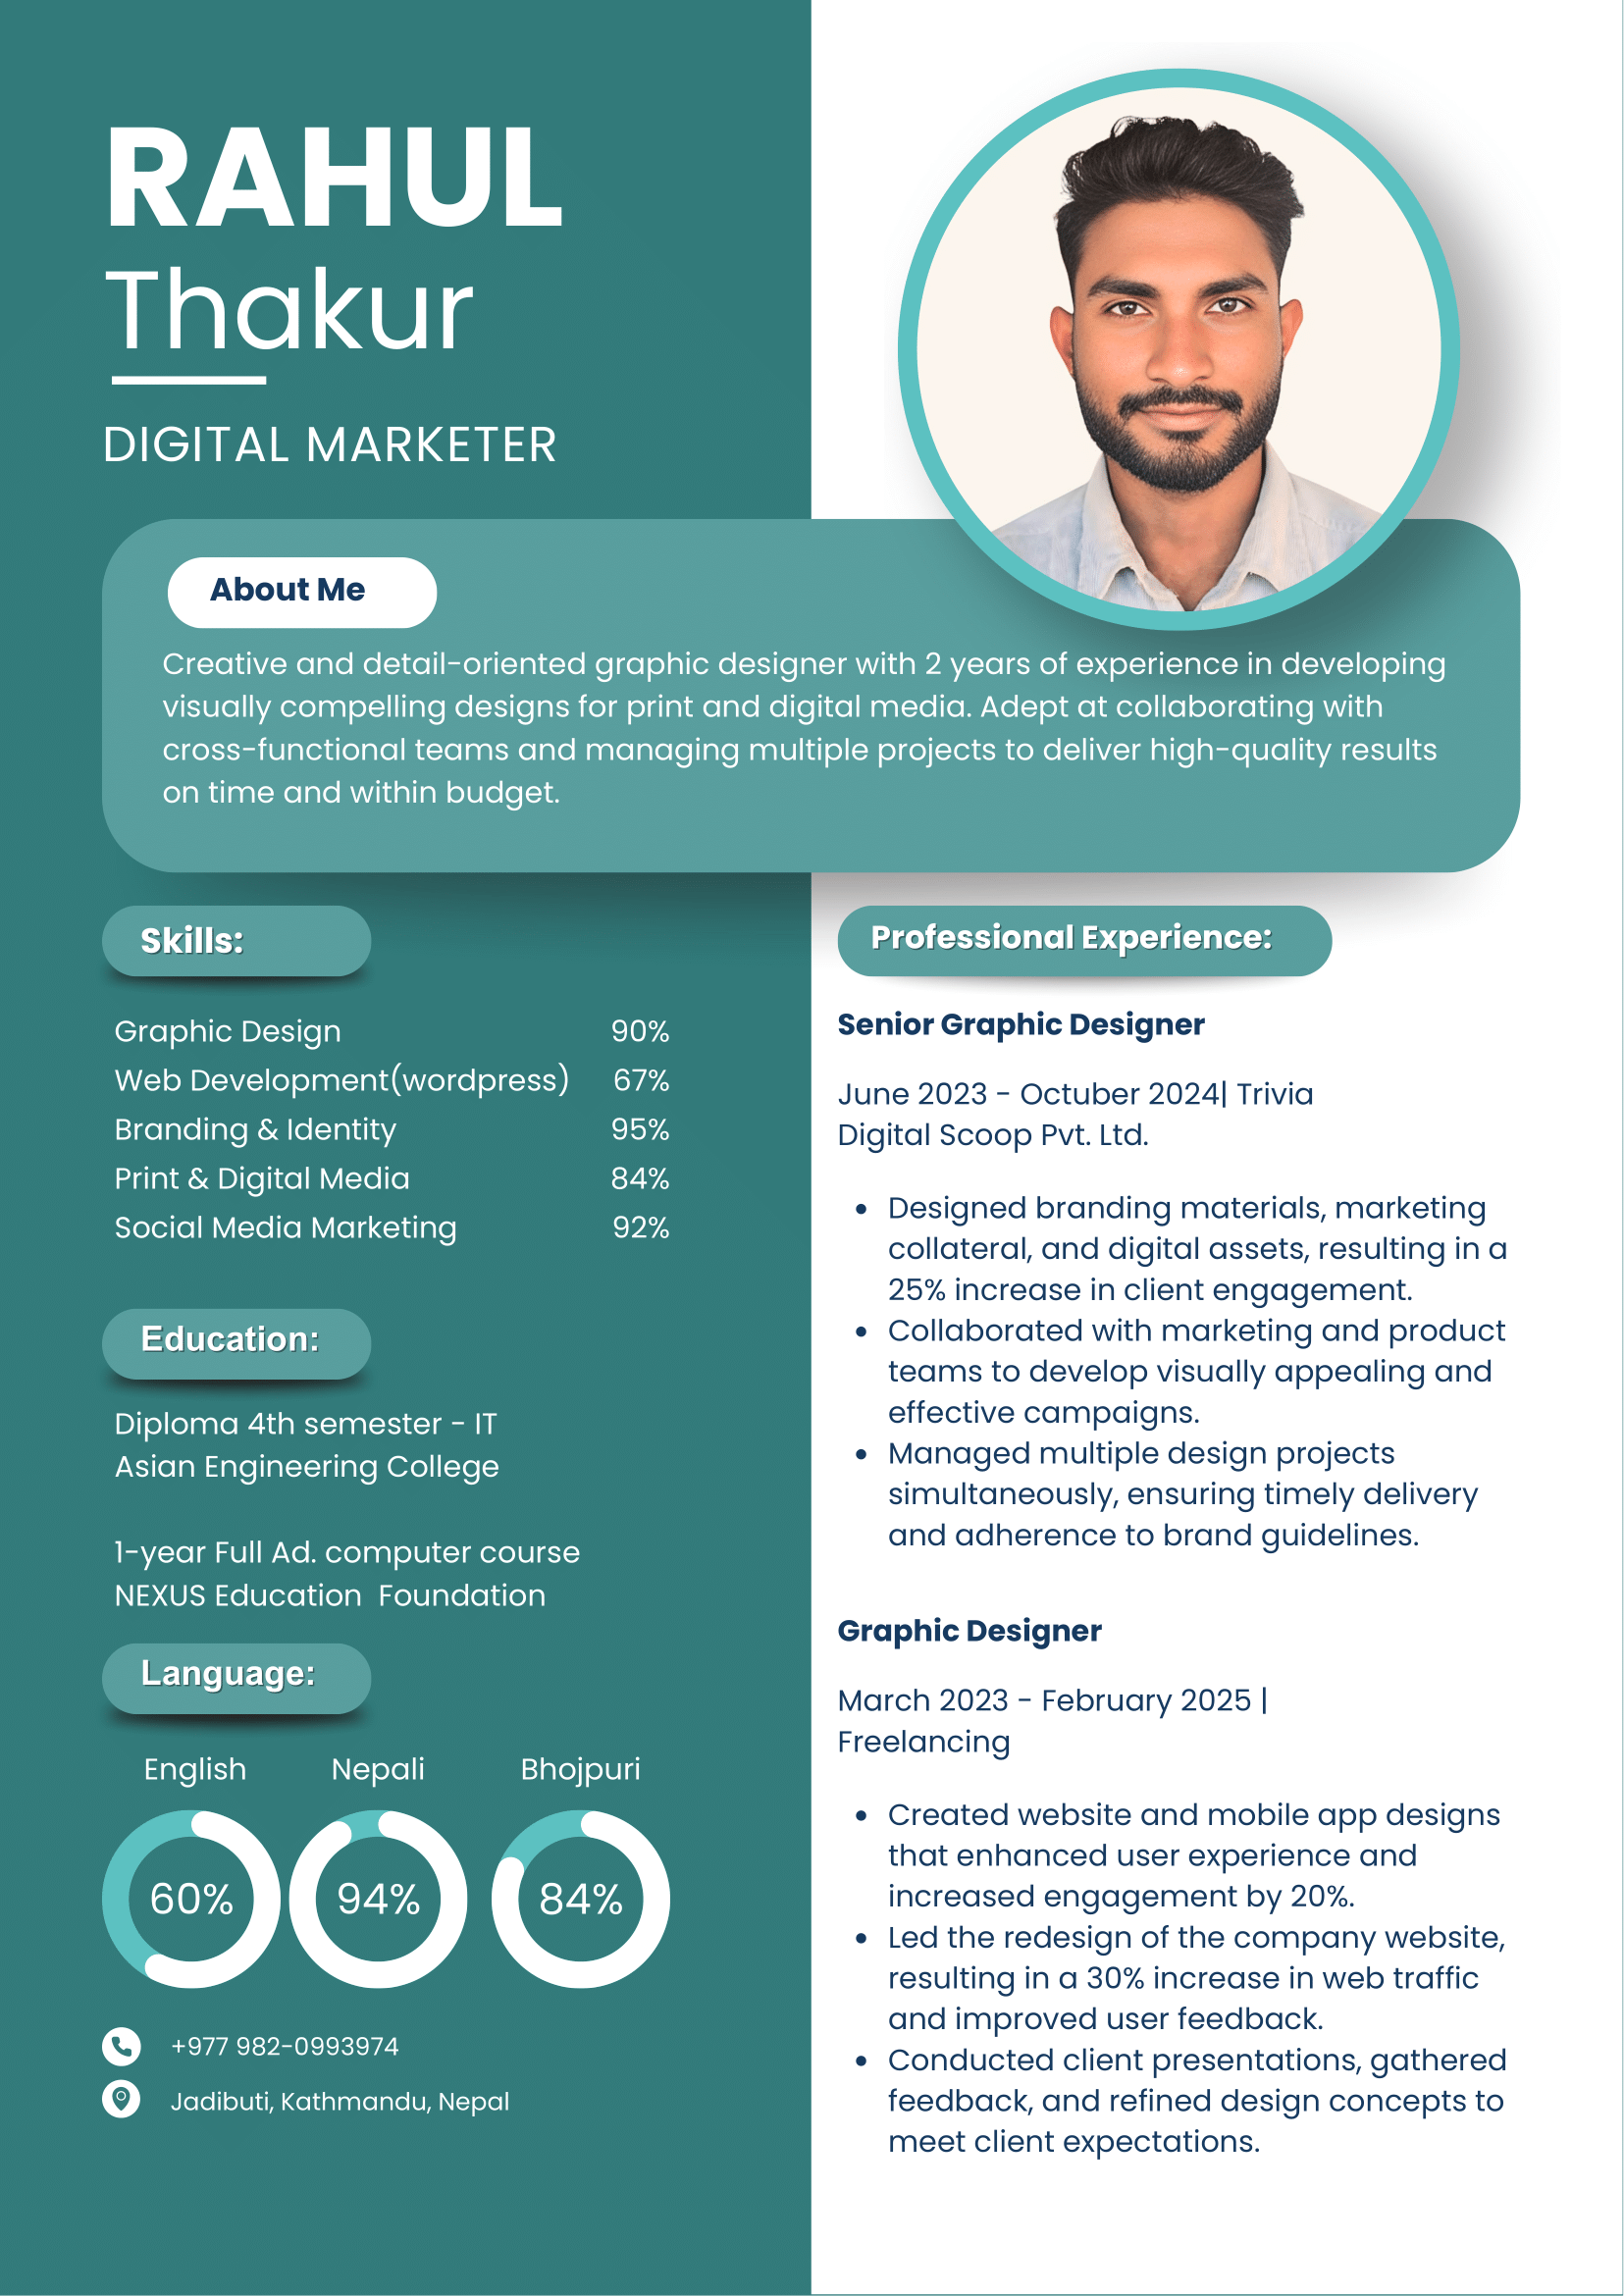 RAHUL
Thakur
DIGITAL MARKETER
About Me
Creative and detail-oriented graphic designer with 2 years of experience in developing
visually compelling designs for print and digital media. Adept at collaborating with
cross-functional teams and managing multiple projects to deliver high-quality results
on time and within budget.
Skills:
Graphic Design 90%
Web Development(wordpress) 67%
Branding & Identity 95%
Print & Digital Media 84%
Social Media Marketing 92%
Education:
Diploma 4th semester - IT
Asian Engineering College
1-year Full Ad. computer course
NEXUS Education  Foundation
Language:
English Nepali Bhojpuri
60% 94% 84%
+977 982-0993974
Jadibuti, Kathmandu, Nepal
Professional Experience:
Senior Graphic Designer
June 2023 - Octuber 2024| Trivia
Digital Scoop Pvt. Ltd.
• Designed branding materials, marketing
collateral, and digital assets, resulting in a
25% increase in client engagement.
• Collaborated with marketing and product
teams to develop visually appealing and
effective campaigns.
• Managed multiple design projects
simultaneously, ensuring timely delivery
and adherence to brand guidelines.
Graphic Designer
March 2023 - February 2025 |
Freelancing
• Created website and mobile app designs
that enhanced user experience and
increased engagement by 20%.
• Led the redesign of the company website,
resulting in a 30% increase in web traffic
and improved user feedback.
• Conducted client presentations, gathered
feedback, and refined design concepts to
meet client expectations.